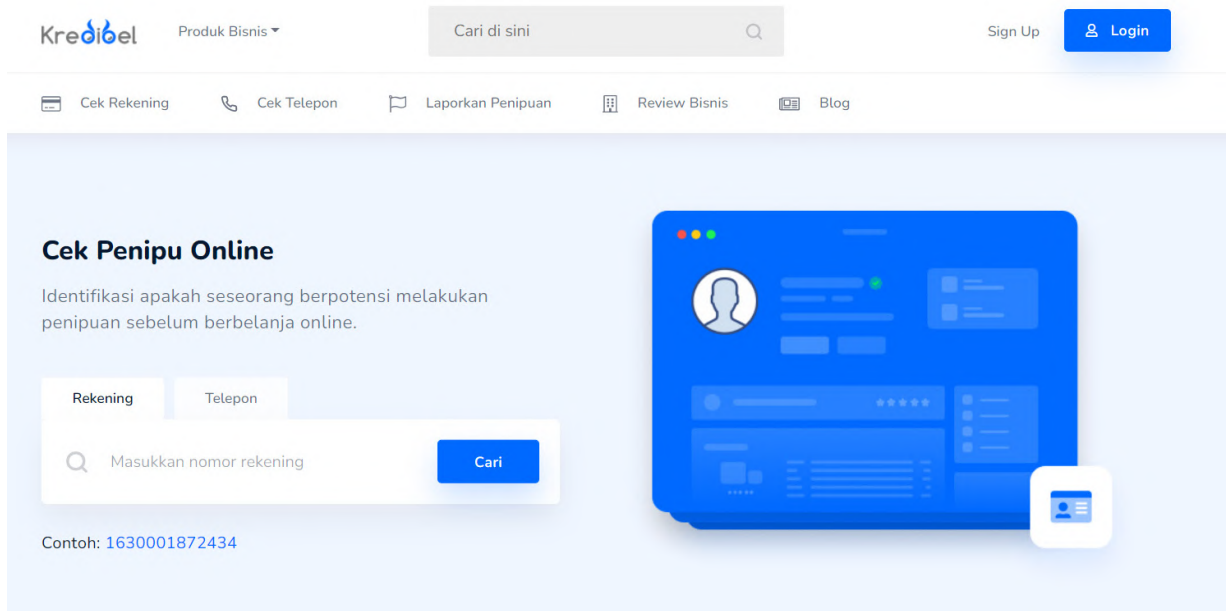 Kredibel
Produk Bisnis
Cari di sini
Sign Up
Login
Cek Rekening
Cek Telepon
Laporkan Penipuan
Review Bisnis
Blog
Cek Penipu Online
Identifikasi apakah seseorang berpotensi melakukan
penipuan sebelum berbelanja online.
Rekening
Telepon
Masukkan nomor rekening
Cari
Contoh: 1630001872434